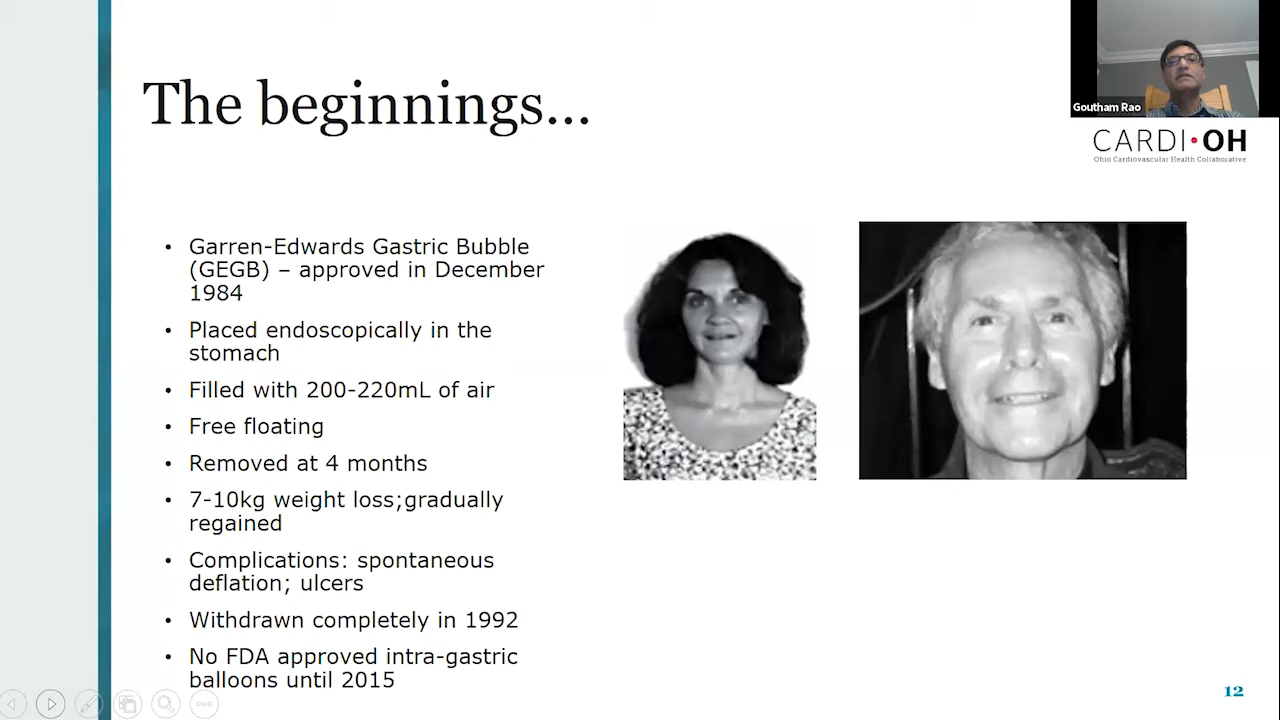 The beginnings...
Goutham Rao
CARDI•OH
Ohio Cardiovascular Health Collaborative
• Garren-Edwards Gastric Bubble
(GEGB) – approved in December
1984
• Placed endoscopically in the
stomach
• Filled with 200-220mL of air
• Free floating
• Removed at 4 months
• 7-10kg weight loss;gradually
regained
• Complications: spontaneous
deflation; ulcers
• Withdrawn completely in 1992
• No FDA approved intra-gastric
balloons until 2015
12